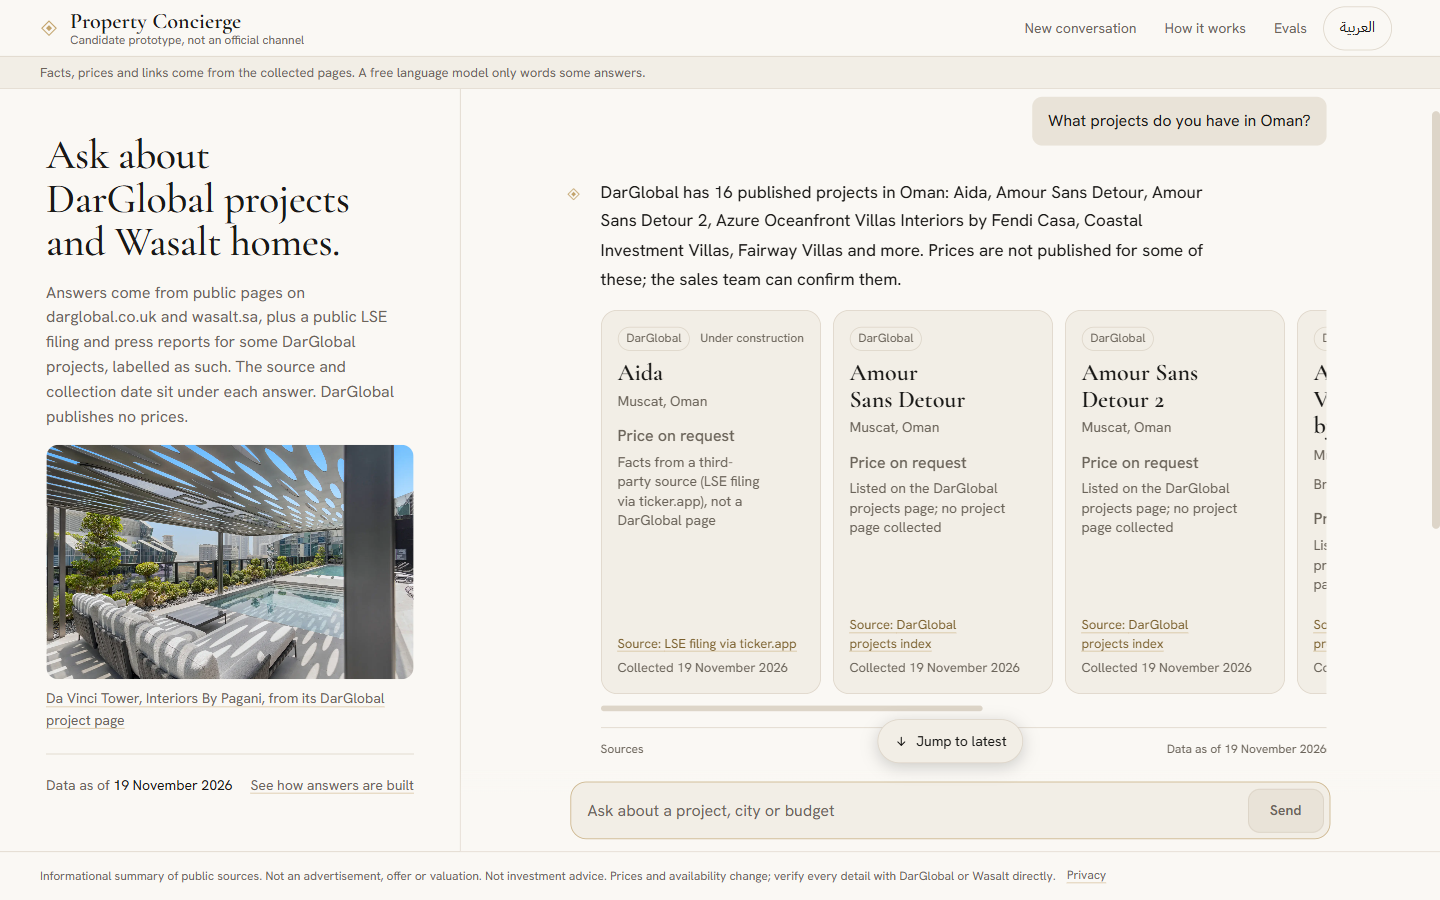 Property Concierge
Candidate prototype, not an official channel
New conversation
How it works
Evals
العربية
Facts, prices and links come from the collected pages. A free language model only words some answers.
Ask about
DarGlobal projects
and Wasalt homes.
Answers come from public pages on
darglobal.co.uk and wasalt.sa, plus a public LSE
filing and press reports for some DarGlobal
projects, labelled as such. The source and
collection date sit under each answer. DarGlobal
publishes no prices.
Da Vinci Tower, Interiors By Pagani, from its DarGlobal
project page
Data as of 19 November 2026
See how answers are built
What projects do you have in Oman?
DarGlobal has 16 published projects in Oman: Aida, Amour Sans Detour, Amour
Sans Detour 2, Azure Oceanfront Villas Interiors by Fendi Casa, Coastal
Investment Villas, Fairway Villas and more. Prices are not published for some of
these; the sales team can confirm them.
DarGlobal
Under construction
Aida
Muscat, Oman
Price on request
Facts from a third-
party source (LSE filing
via ticker.app), not a
DarGlobal page
Source: LSE filing via ticker.app
Collected 19 November 2026
DarGlobal
Amour
Sans Detour
Muscat, Oman
Price on request
Listed on the DarGlobal
projects page; no project
page collected
Source: DarGlobal
projects index
Collected 19 November 2026
DarGlobal
Amour Sans
Detour 2
Muscat, Oman
Price on request
Listed on the DarGlobal
projects page; no project
page collected
Source: DarGlobal
projects index
Collected 19 November 2026
Sources
Data as of 19 November 2026
↓ Jump to latest
Ask about a project, city or budget
Send
Informational summary of public sources. Not an advertisement, offer or valuation. Not investment advice. Prices and availability change; verify every detail with DarGlobal or Wasalt directly.
Privacy